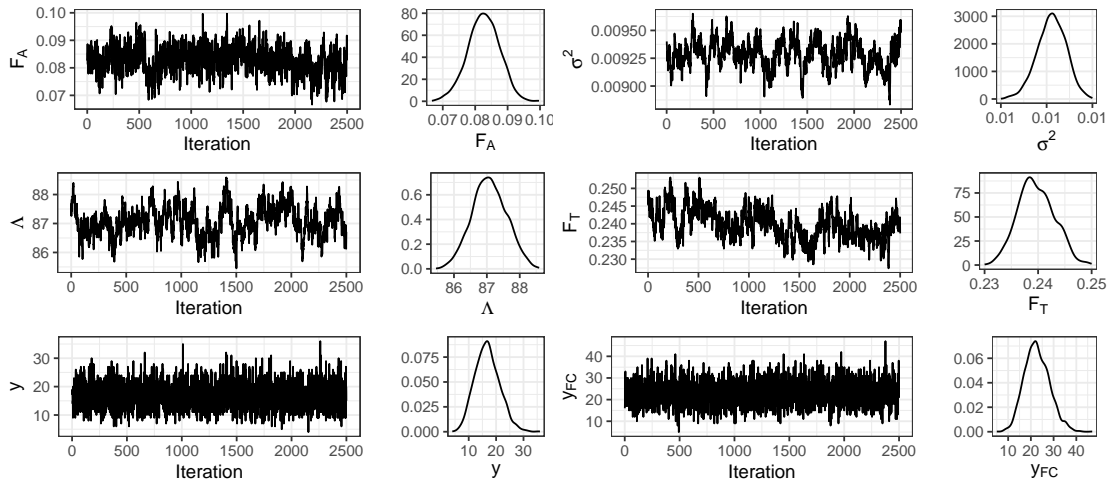 F_A
0.10
0.09
0.08
0.07
0 500 1000 1500 2000 2500
Iteration
80
60
40
20
0
0.07 0.08 0.09 0.10
F_A
σ²
0.00950
0.00925
0.00900
0 500 1000 1500 2000 2500
Iteration
3000
2000
1000
0
0.01 0.01 0.01
σ²
Λ
88
87
86
0 500 1000 1500 2000 2500
Iteration
0.6
0.4
0.2
0.0
86 87 88
Λ
F_T
0.250
0.245
0.240
0.235
0.230
0 500 1000 1500 2000 2500
Iteration
75
50
25
0
0.23 0.24 0.25
F_T
y
30
20
10
0 500 1000 1500 2000 2500
Iteration
0.075
0.050
0.025
0.000
10 20 30
y
y_FC
40
30
20
10
0 500 1000 1500 2000 2500
Iteration
0.06
0.04
0.02
0.00
10 20 30 40
y_FC